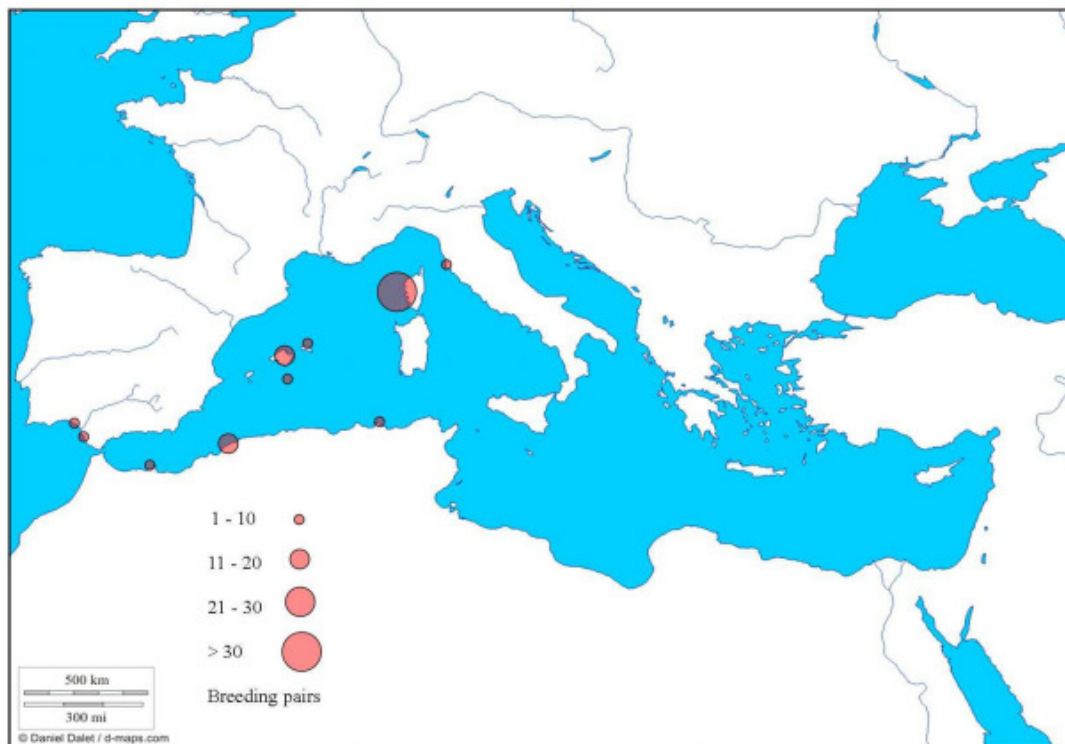 1 - 10
11 - 20
21 - 30
> 30
Breeding pairs
500 km
300 mi
© Daniel Dalet / d-maps.com